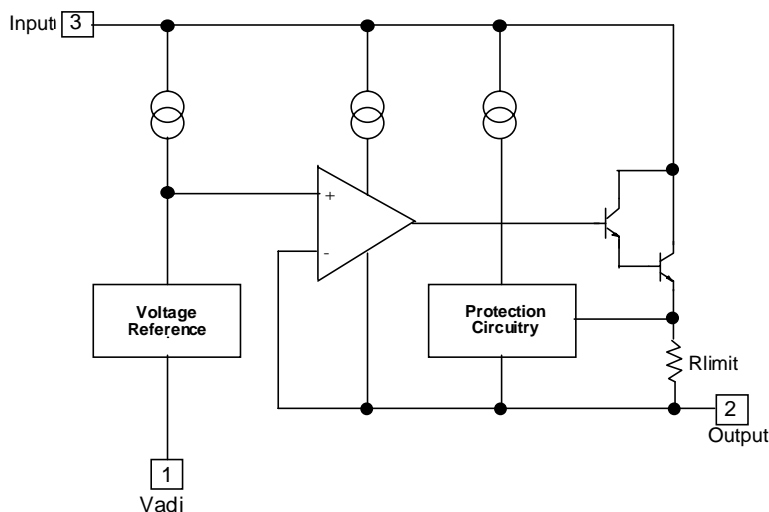 Input
3
+
-
Voltage
Reference
Protection
Circuitry
Rlimit
2
Output
1
Vadj